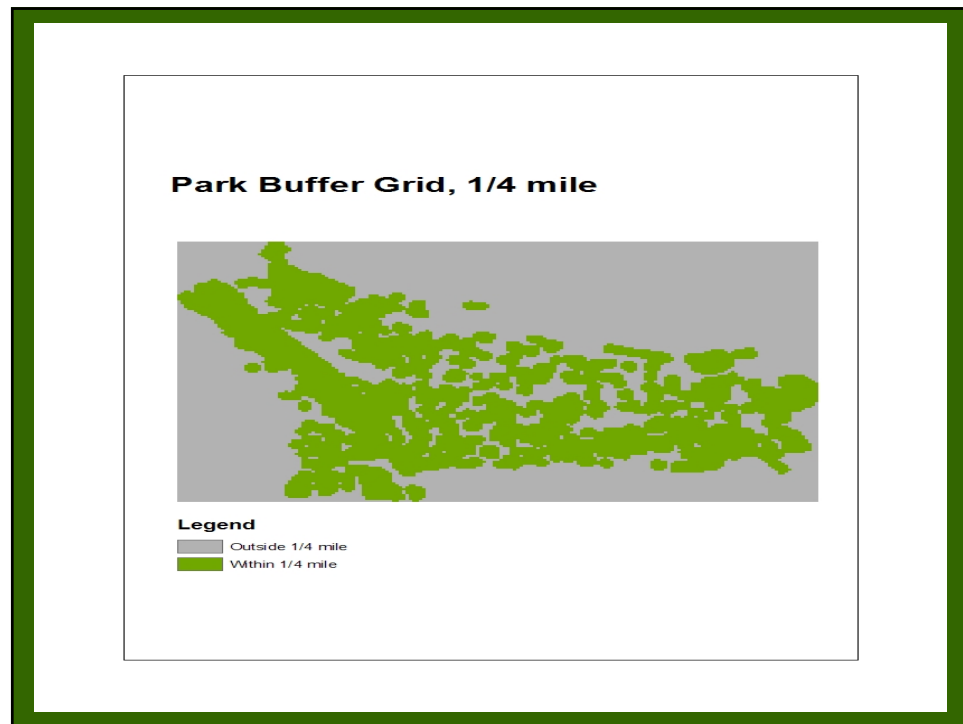 Park Buffer Grid, 1/4 mile
Legend
Outside 1/4 mile
Within 1/4 mile